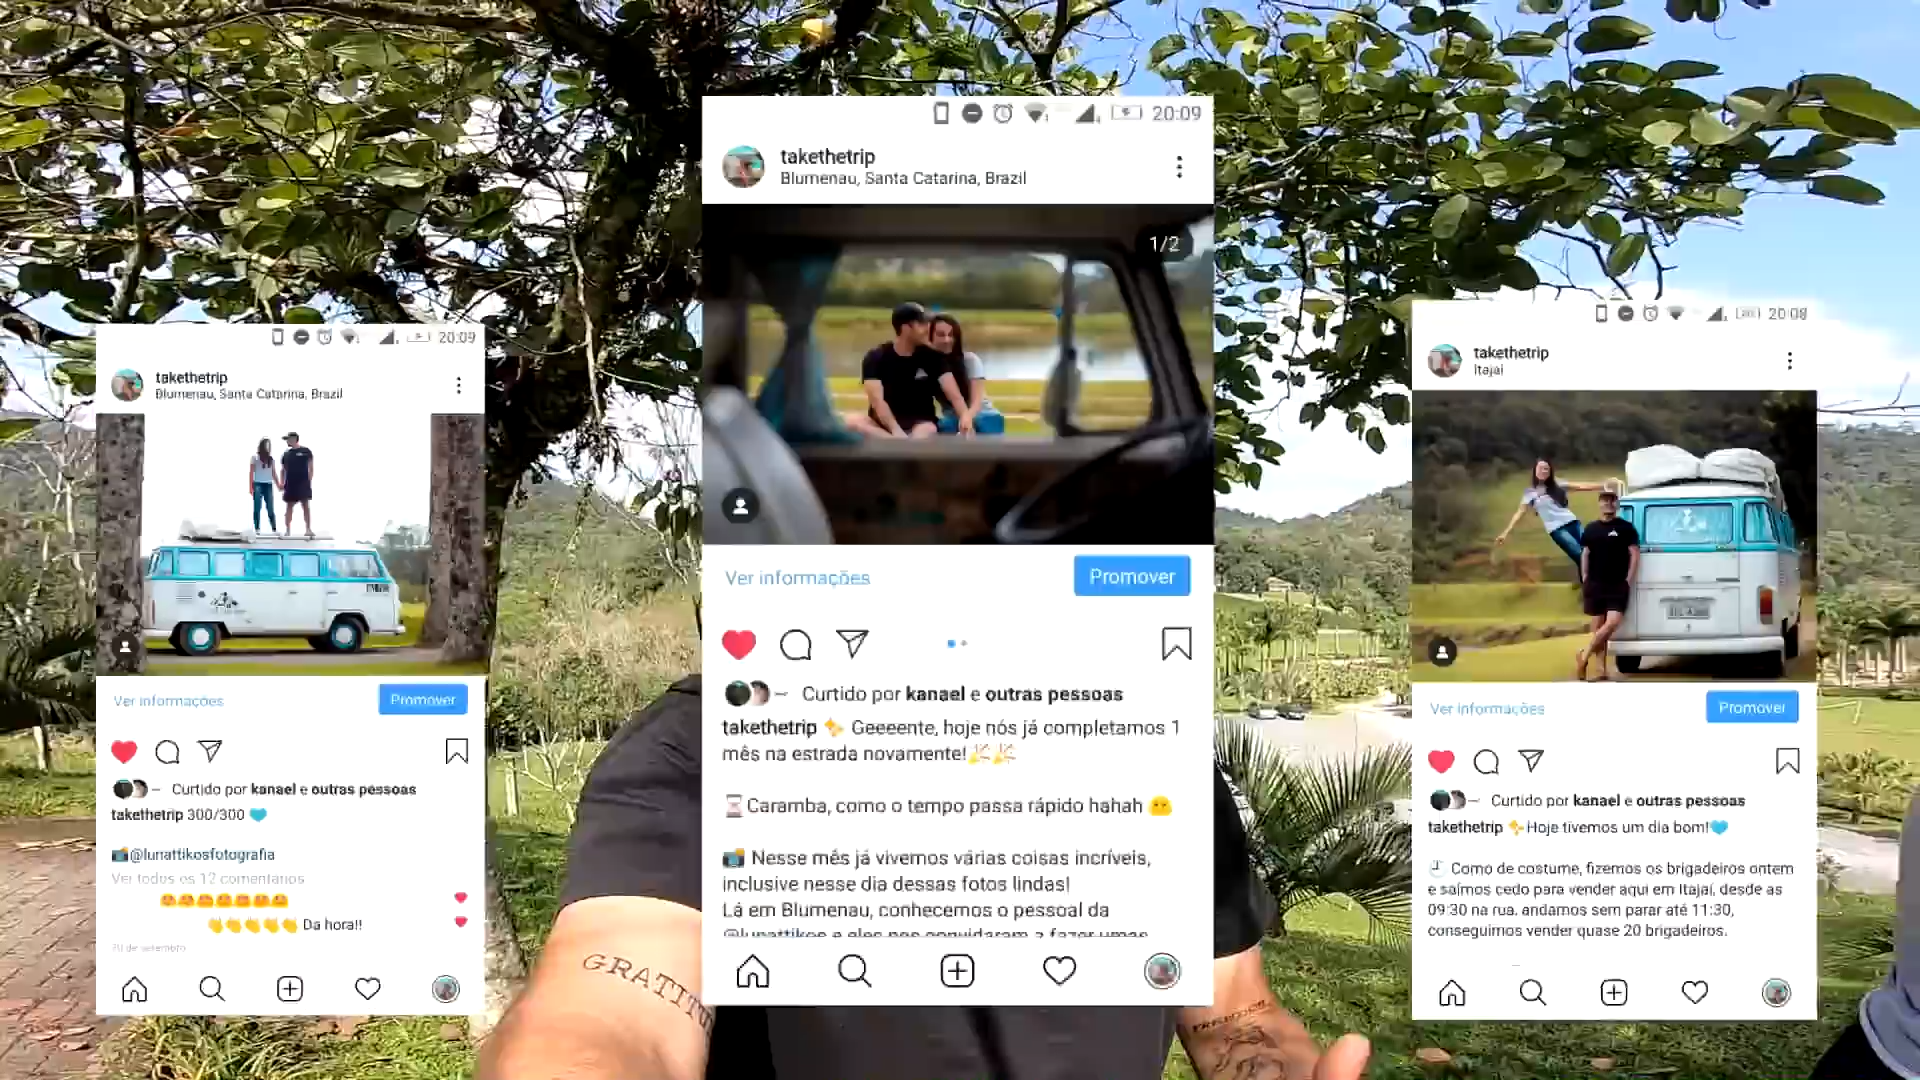 20:09
takethetrip
Blumenau, Santa Catarina, Brazil
Ver informações
Promover
Curtido por kanael e outras pessoas
takethetrip 300/300
@lunattikosfotografia
Ver todos os 12 comentários
Da hora!!
20:09
takethetrip
Blumenau, Santa Catarina, Brazil
1/2
Ver informações
Promover
Curtido por kanael e outras pessoas
takethetrip ✨ Geeeente, hoje nós já completamos 1
mês na estrada novamente!🎉🎉
⏳Caramba, como o tempo passa rápido hahah 🤭
📸 Nesse mês já vivemos várias coisas incríveis,
inclusive nesse dia dessas fotos lindas!
Lá em Blumenau, conhecemos o pessoal da
@lunattikos e eles nos convidaram a fazer umas
20:08
takethetrip
Itajaí
Ver informações
Promover
Curtido por kanael e outras pessoas
takethetrip ✨Hoje tivemos um dia bom!💙
🕘 Como de costume, fizemos os brigadeiros ontem
e saímos cedo para vender aqui em Itajaí, desde as
09:30 na rua. andamos sem parar até 11:30,
conseguimos vender quase 20 brigadeiros.
GRATITU